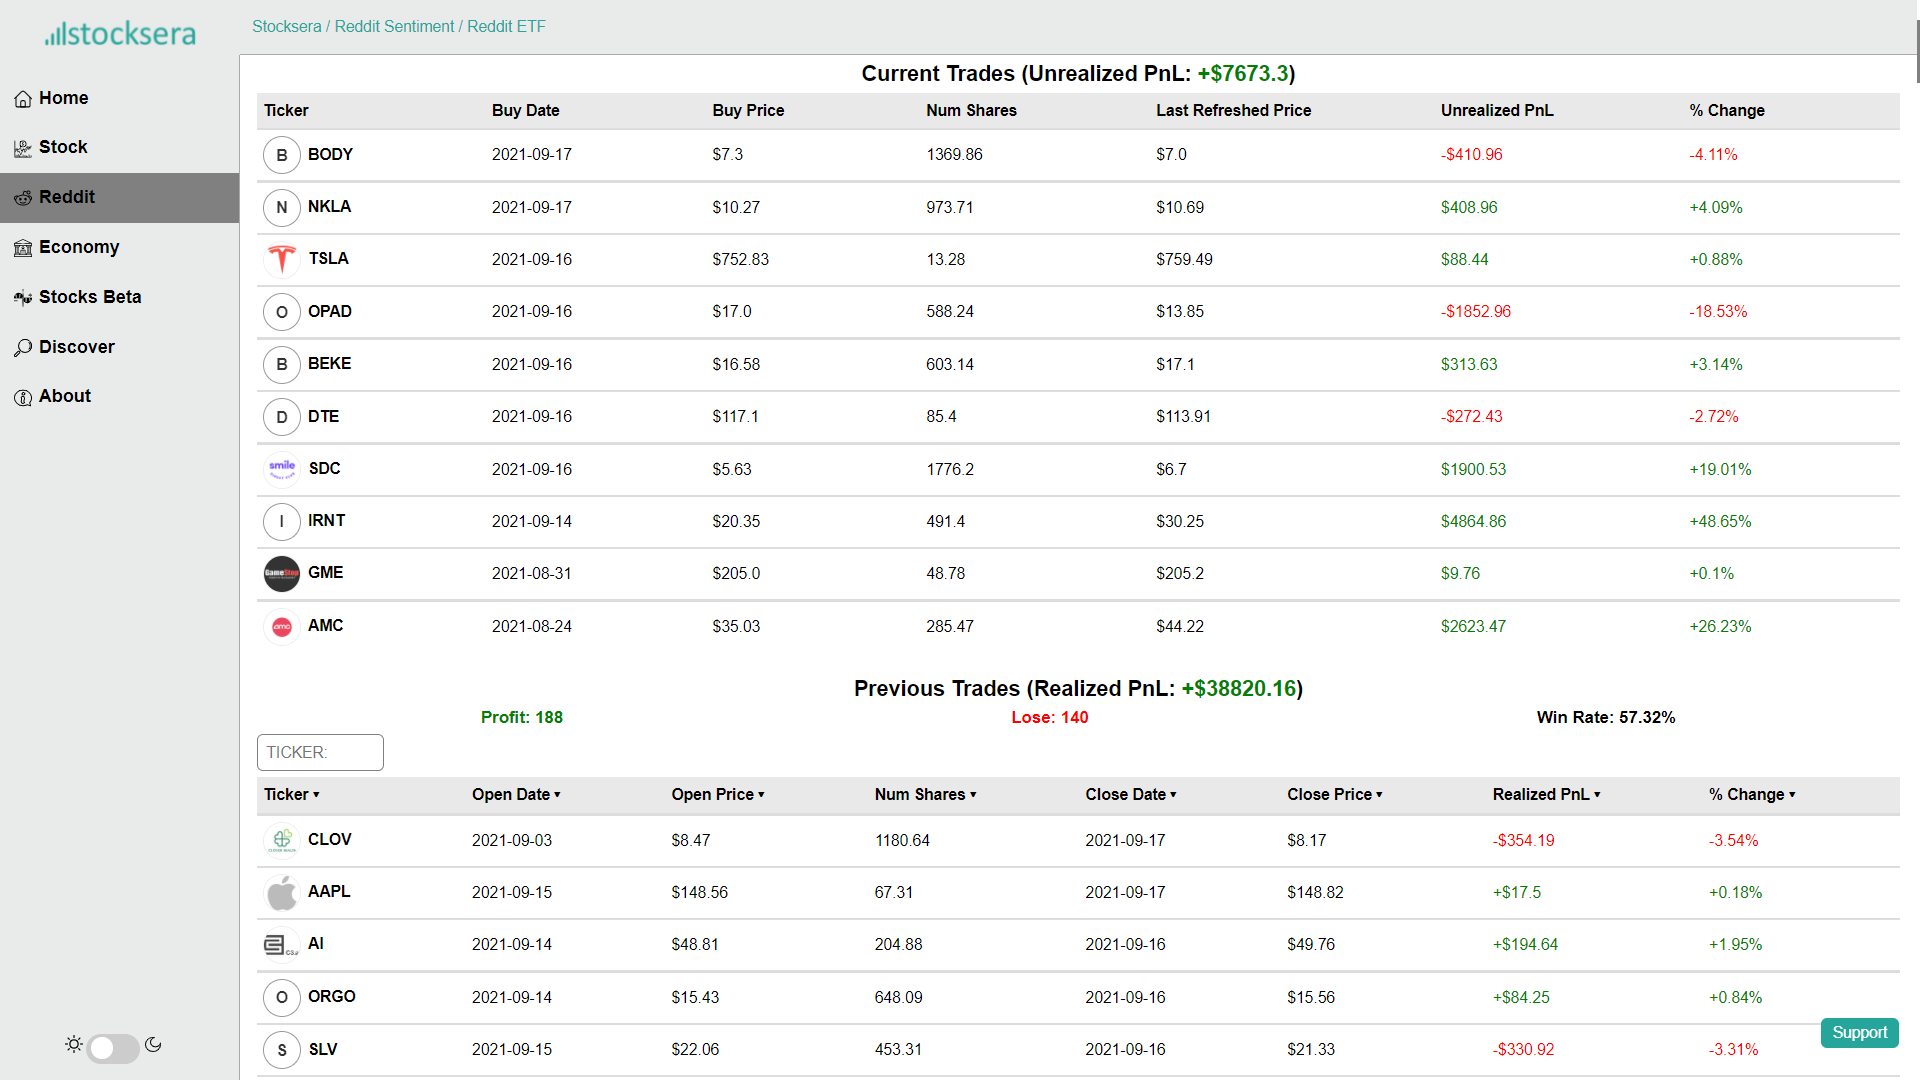 stocksera
Stocksera / Reddit Sentiment / Reddit ETF
Home
Stock
Reddit
Economy
Stocks Beta
Discover
About
Current Trades (Unrealized PnL: +$7673.3)
Ticker Buy Date Buy Price Num Shares Last Refreshed Price Unrealized PnL % Change
B BODY 2021-09-17 $7.3 1369.86 $7.0 -$410.96 -4.11%
N NKLA 2021-09-17 $10.27 973.71 $10.69 $408.96 +4.09%
TSLA 2021-09-16 $752.83 13.28 $759.49 $88.44 +0.88%
O OPAD 2021-09-16 $17.0 588.24 $13.85 -$1852.96 -18.53%
B BEKE 2021-09-16 $16.58 603.14 $17.1 $313.63 +3.14%
D DTE 2021-09-16 $117.1 85.4 $113.91 -$272.43 -2.72%
smile SDC 2021-09-16 $5.63 1776.2 $6.7 $1900.53 +19.01%
I IRNT 2021-09-14 $20.35 491.4 $30.25 $4864.86 +48.65%
GameStop GME 2021-08-31 $205.0 48.78 $205.2 $9.76 +0.1%
amc AMC 2021-08-24 $35.03 285.47 $44.22 $2623.47 +26.23%
Previous Trades (Realized PnL: +$38820.16)
Profit: 188 Lose: 140 Win Rate: 57.32%
TICKER:
Ticker ▾ Open Date ▾ Open Price ▾ Num Shares ▾ Close Date ▾ Close Price ▾ Realized PnL ▾ % Change ▾
CLOV 2021-09-03 $8.47 1180.64 2021-09-17 $8.17 -$354.19 -3.54%
AAPL 2021-09-15 $148.56 67.31 2021-09-17 $148.82 +$17.5 +0.18%
AI 2021-09-14 $48.81 204.88 2021-09-16 $49.76 +$194.64 +1.95%
O ORGO 2021-09-14 $15.43 648.09 2021-09-16 $15.56 +$84.25 +0.84%
S SLV 2021-09-15 $22.06 453.31 2021-09-16 $21.33 -$330.92 -3.31%
Support